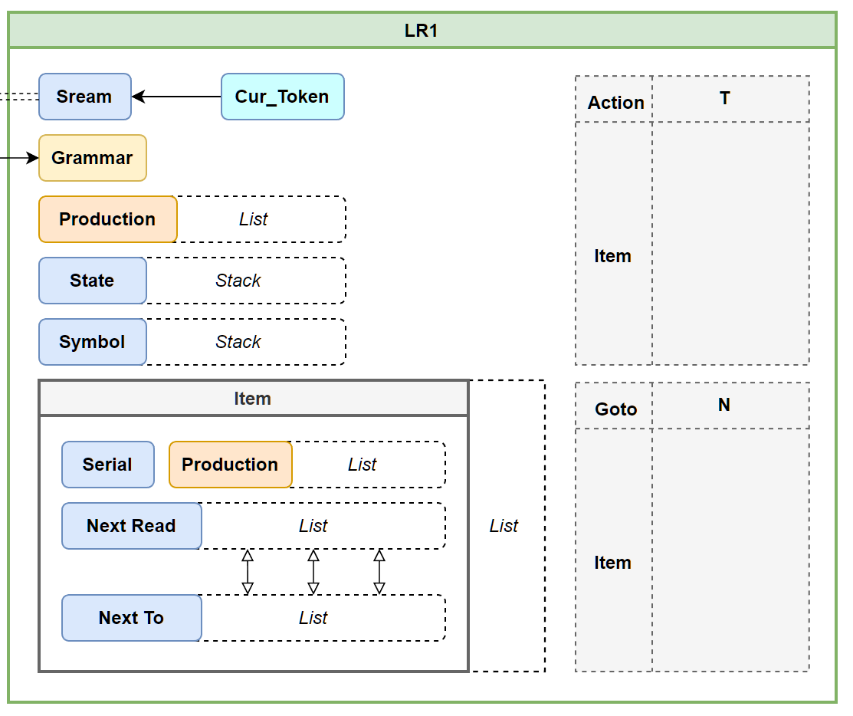 LR1
Sream
Cur_Token
Action
T
Grammar
Production
List
Item
State
Stack
Symbol
Stack
Item
Goto
N
Serial
Production
List
Next Read
List
List
Item
Next To
List